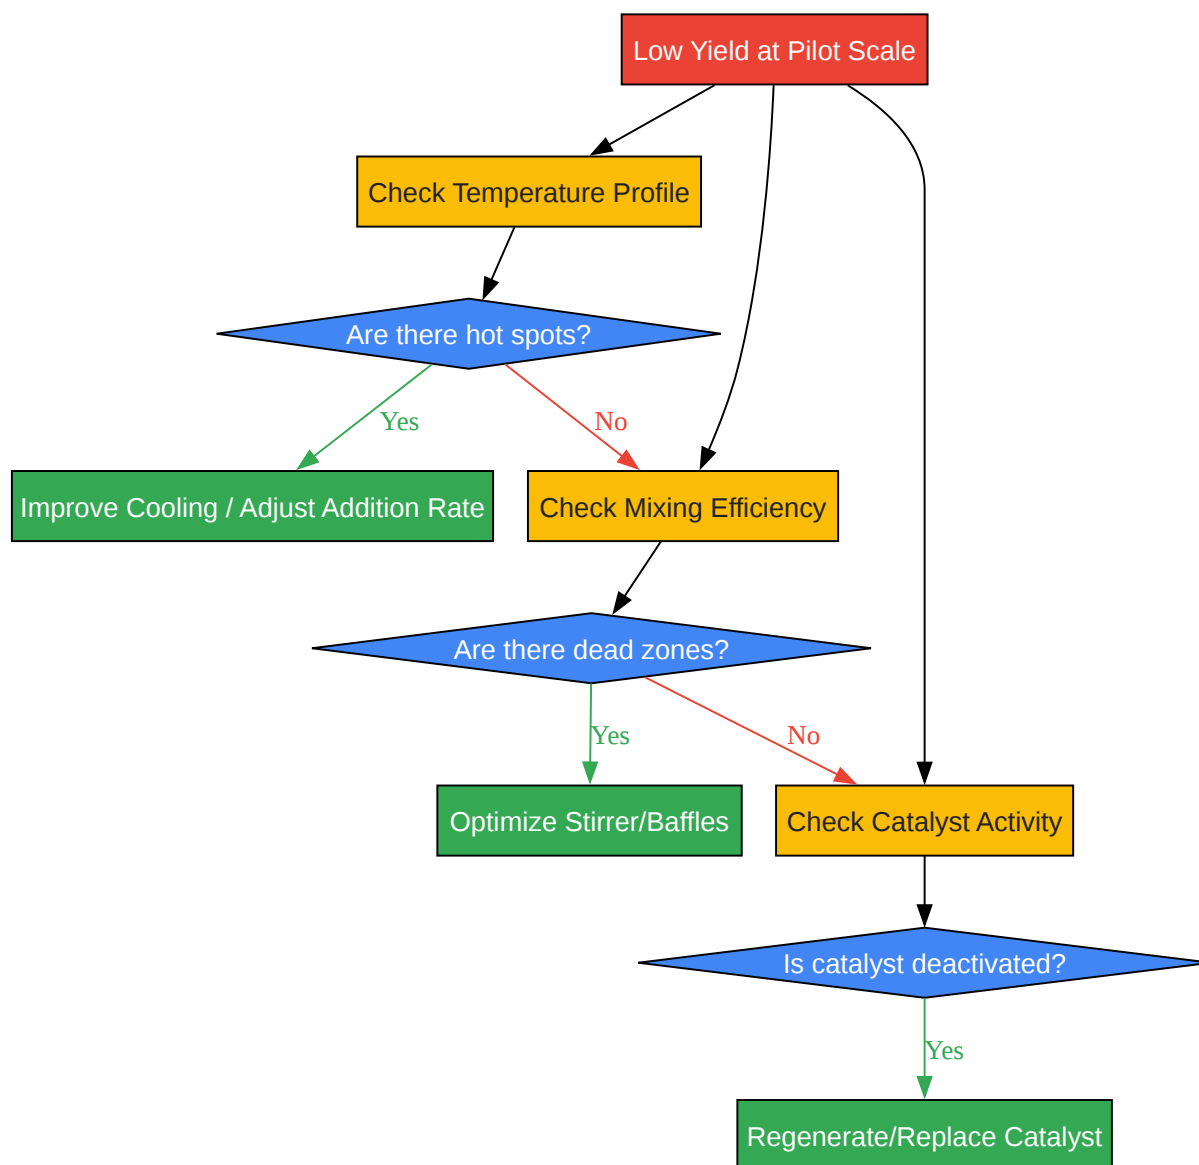 Low Yield at Pilot Scale
Check Temperature Profile
Are there hot spots?
Yes
No
Improve Cooling / Adjust Addition Rate
Check Mixing Efficiency
Are there dead zones?
Yes
No
Optimize Stirrer/Baffles
Check Catalyst Activity
Is catalyst deactivated?
Yes
Regenerate/Replace Catalyst